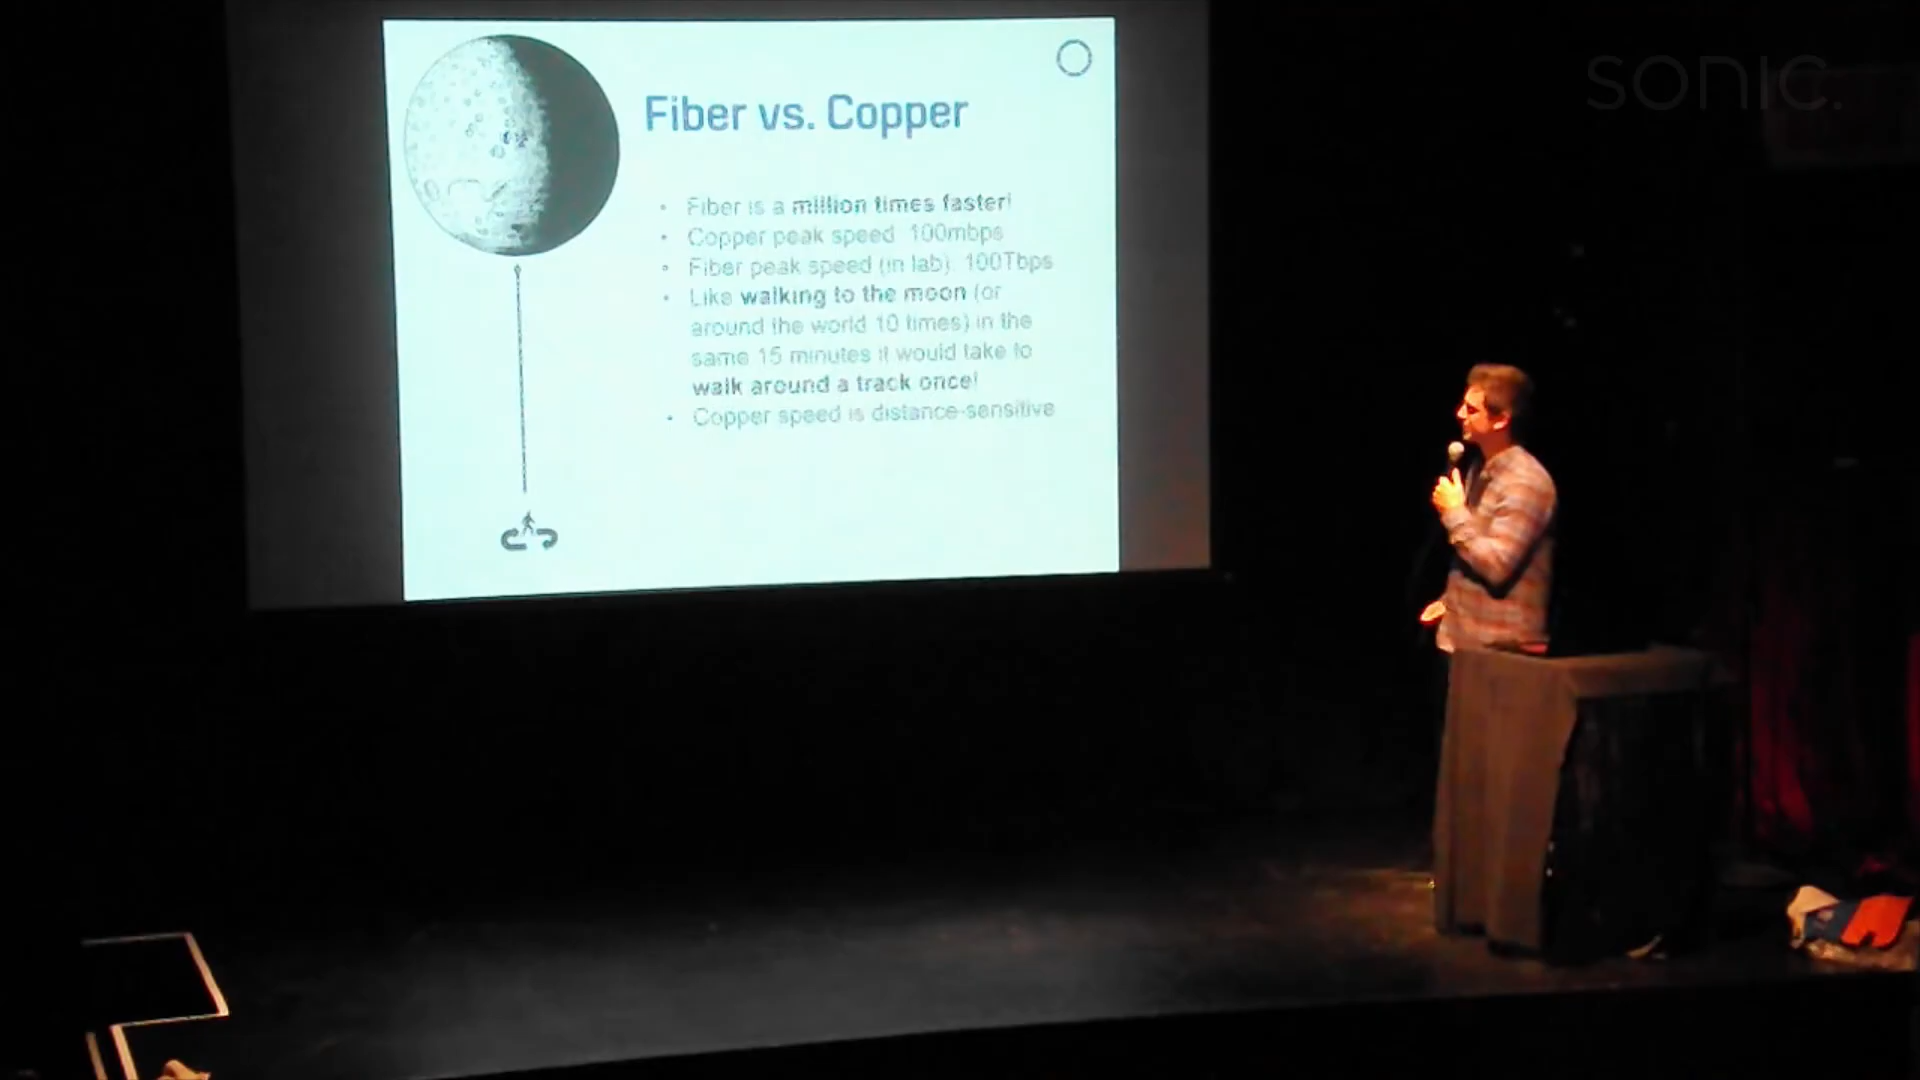 sonic.
Fiber vs. Copper
• Fiber is a million times faster!
• Copper peak speed 100mbps
• Fiber peak speed (in lab) 100Tbps
• Like walking to the moon (or
around the world 10 times) in the
same 15 minutes it would take to
walk around a track once!
• Copper speed is distance-sensitive